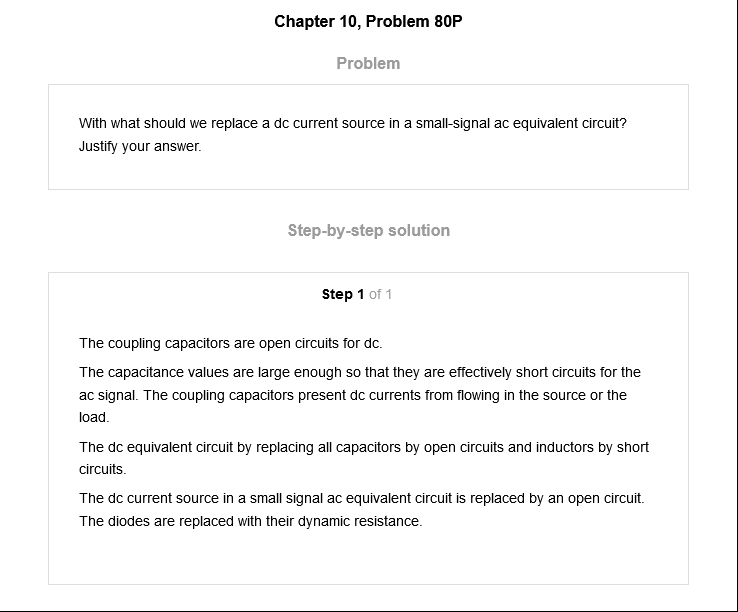 Chapter 10, Problem 80P
Problem
With what should we replace a dc current source in a small-signal ac equivalent circuit?
Justify your answer.
Step-by-step solution
Step 1 of 1
The coupling capacitors are open circuits for dc.
The capacitance values are large enough so that they are effectively short circuits for the
ac signal. The coupling capacitors present dc currents from flowing in the source or the
load.
The dc equivalent circuit by replacing all capacitors by open circuits and inductors by short
circuits.
The dc current source in a small signal ac equivalent circuit is replaced by an open circuit.
The diodes are replaced with their dynamic resistance.